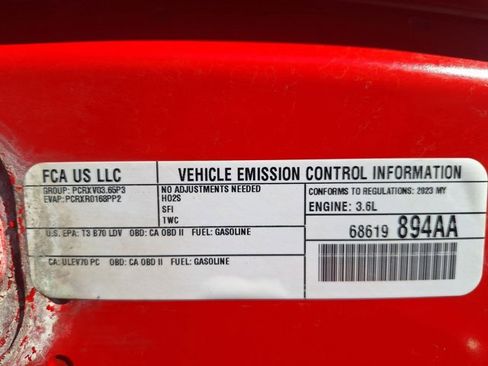 FCA US LLC
VEHICLE EMISSION CONTROL INFORMATION
GROUP: PCRXV03.65P3
EVAP: PCRXR0168PP2
NO ADJUSTMENTS NEEDED
HO2S
SFI
TWC
CONFORMS TO REGULATIONS: 2023 MY
ENGINE: 3.6L
U.S. EPA: T3 B70 LDV OBD: CA OBD II FUEL: GASOLINE
68619 894AA
CA: ULEV70 PC OBD: CA OBD II FUEL: GASOLINE